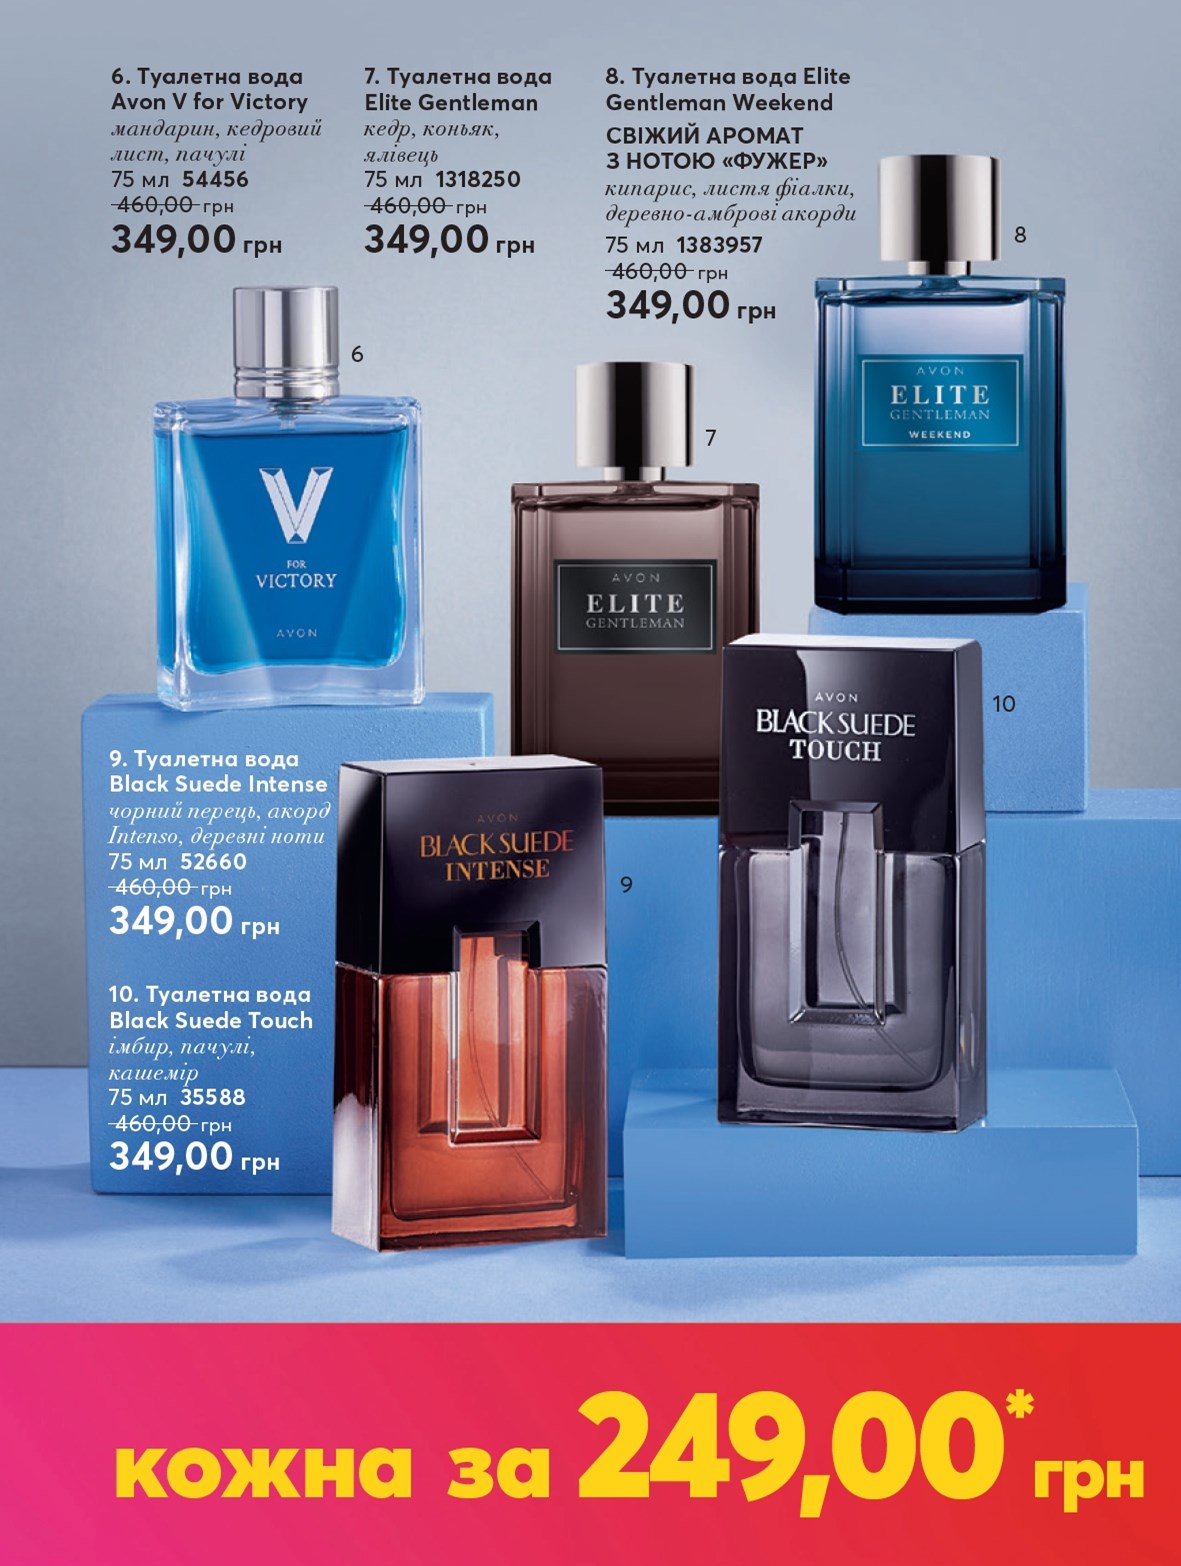 6. Туалетна вода
Avon V for Victory
мандарин, кедровий
лист, пачулі
75 мл 54456
460,00 грн
349,00 грн
7. Туалетна вода
Elite Gentleman
кедр, коньяк,
ялівець
75 мл 1318250
460,00 грн
349,00 грн
8. Туалетна вода Elite
Gentleman Weekend
СВІЖИЙ АРОМАТ
З НОТОЮ «ФУЖЕР»
кипарис, листя фіалки,
деревно-амброві акорди
75 мл 1383957
460,00 грн
349,00 грн
8
AVON
ELITE
GENTLEMAN
WEEKEND
6
V
FOR
VICTORY
AVON
7
AVON
ELITE
GENTLEMAN
10
AVON
BLACK SUEDE
TOUCH
9. Туалетна вода
Black Suede Intense
чорний перець, акорд
Intenso, деревні ноти
75 мл 52660
460,00 грн
349,00 грн
AVON
BLACK SUEDE
INTENSE
9
10. Туалетна вода
Black Suede Touch
імбир, пачулі,
кашемір
75 мл 35588
460,00 грн
349,00 грн
кожна за 249,00* грн